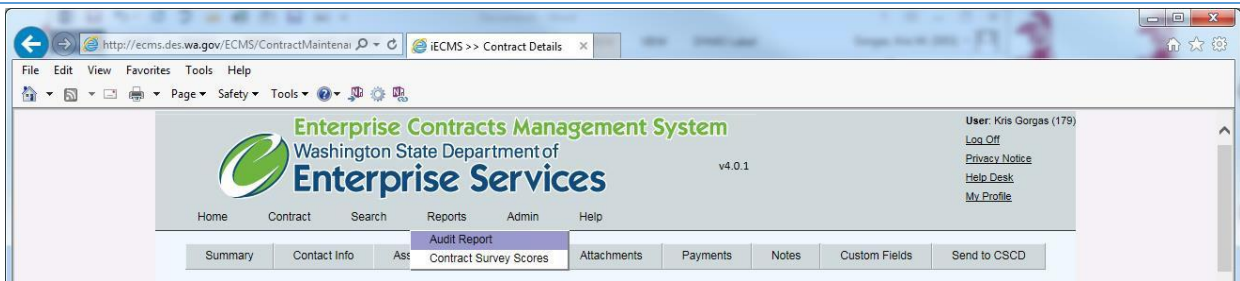 http://ecms.des.wa.gov/ECMS/ContractMaintenar
iECMS >> Contract Details
File Edit View Favorites Tools Help
Page Safety Tools
Enterprise Contracts Management System
Washington State Department of
Enterprise Services
v4.0.1
User: Kris Gorgas (179)
Log Off
Privacy Notice
Help Desk
My Profile
Home Contract Search Reports Admin Help
Audit Report
Contract Survey Scores
Summary Contact Info Ass Attachments Payments Notes Custom Fields Send to CSCD